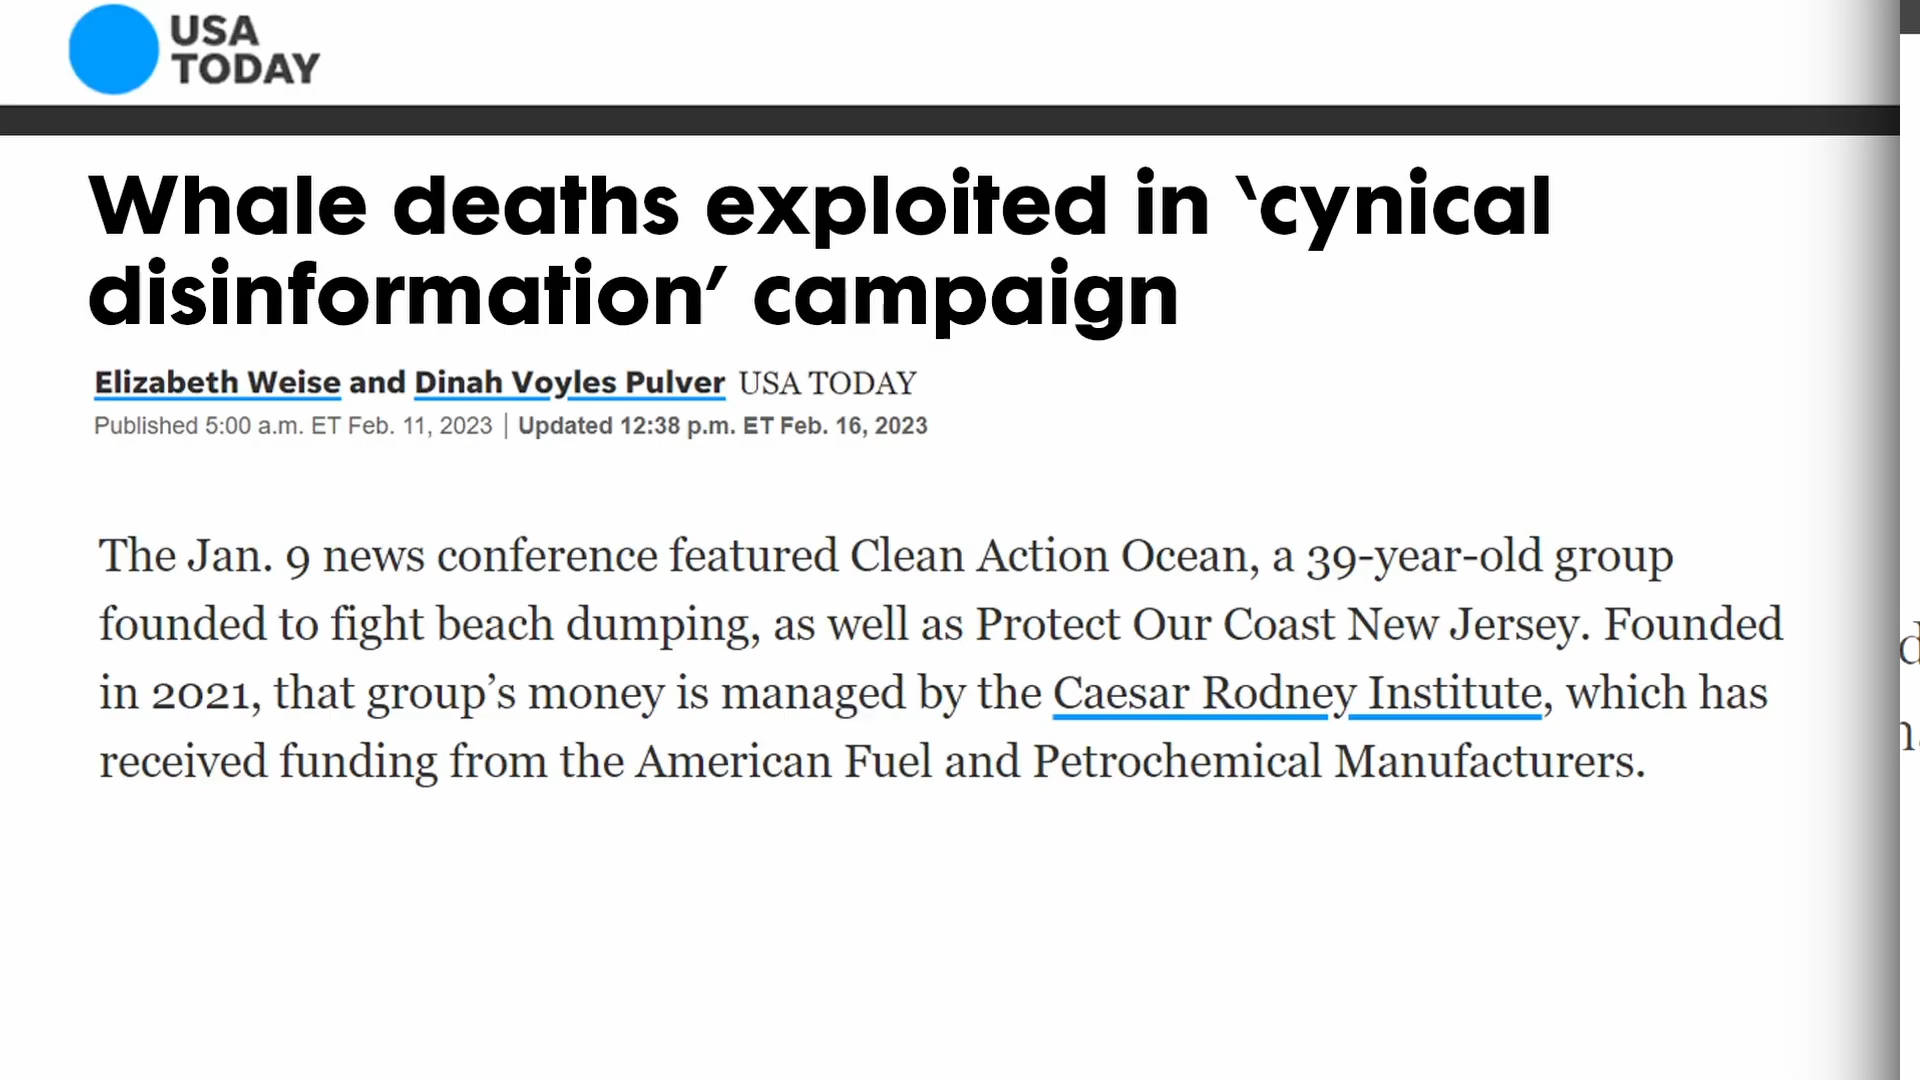 USA
TODAY
Whale deaths exploited in ‘cynical
disinformation’ campaign
Elizabeth Weise and Dinah Voyles Pulver USA TODAY
Published 5:00 a.m. ET Feb. 11, 2023 | Updated 12:38 p.m. ET Feb. 16, 2023
The Jan. 9 news conference featured Clean Action Ocean, a 39-year-old group
founded to fight beach dumping, as well as Protect Our Coast New Jersey. Founded
in 2021, that group’s money is managed by the Caesar Rodney Institute, which has
received funding from the American Fuel and Petrochemical Manufacturers.